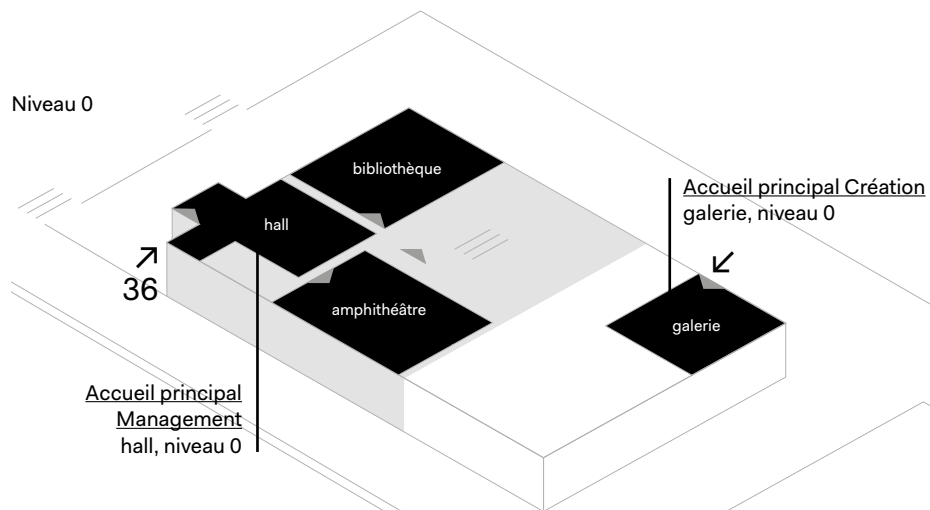 Niveau 0
bibliothèque
Accueil principal Création
galerie, niveau 0
hall
36
amphithéâtre
galerie
Accueil principal
Management
hall, niveau 0